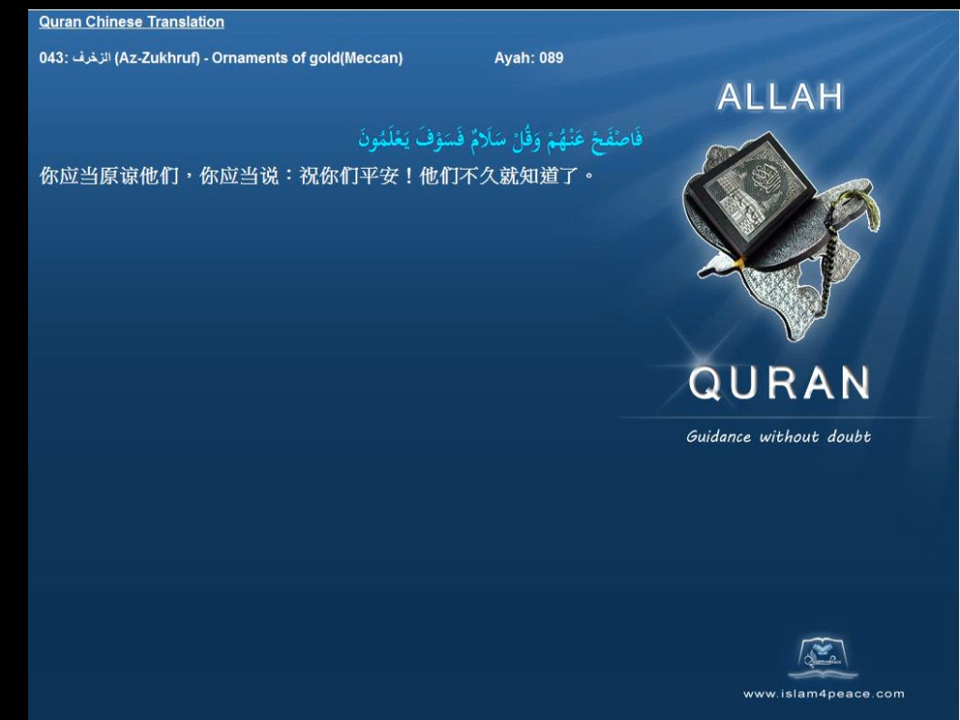 Quran Chinese Translation
043: الزخرف (Az-Zukhruf) - Ornaments of gold(Meccan) Ayah: 089
ALLAH
فَاصْفَحْ عَنْهُمْ وَقُلْ سَلَامٌ فَسَوْفَ يَعْلَمُونَ
你应当原谅他们，你应当说：祝你们平安！他们不久就知道了。
QURAN
Guidance without doubt
www.islam4peace.com